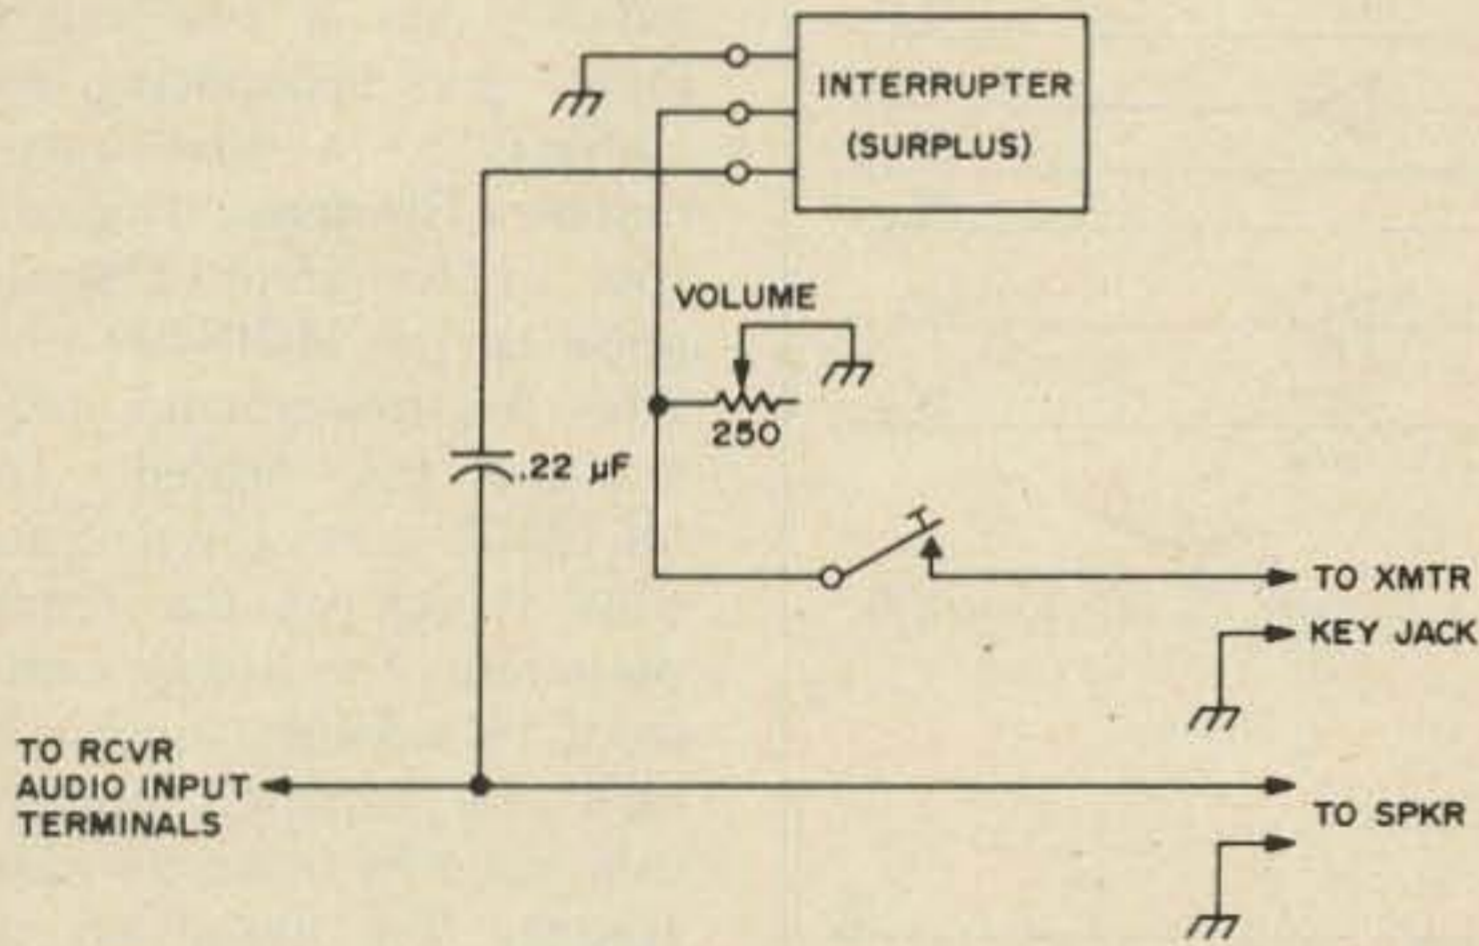 INTERRUPTER
(SURPLUS)
VOLUME
250
.22 µF
TO XMTR
KEY JACK
TO RCVR
AUDIO INPUT
TERMINALS
TO SPKR